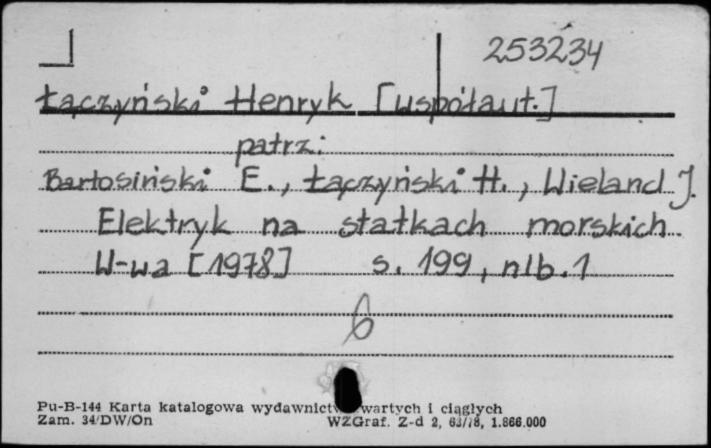 253234
Łączyński Henryk [współaut.]
patrz:
Bartosiński E., Łączyński H., Wieland J.
Elektryk na statkach morskich
W-wa [1978] s. 199, nlb. 1
6
Pu-B-144 Karta katalogowa wydawnictw zwartych i ciągłych
Zam. 34/DW/On WZGraf. Z-d 2, 63/78, 1.866.000